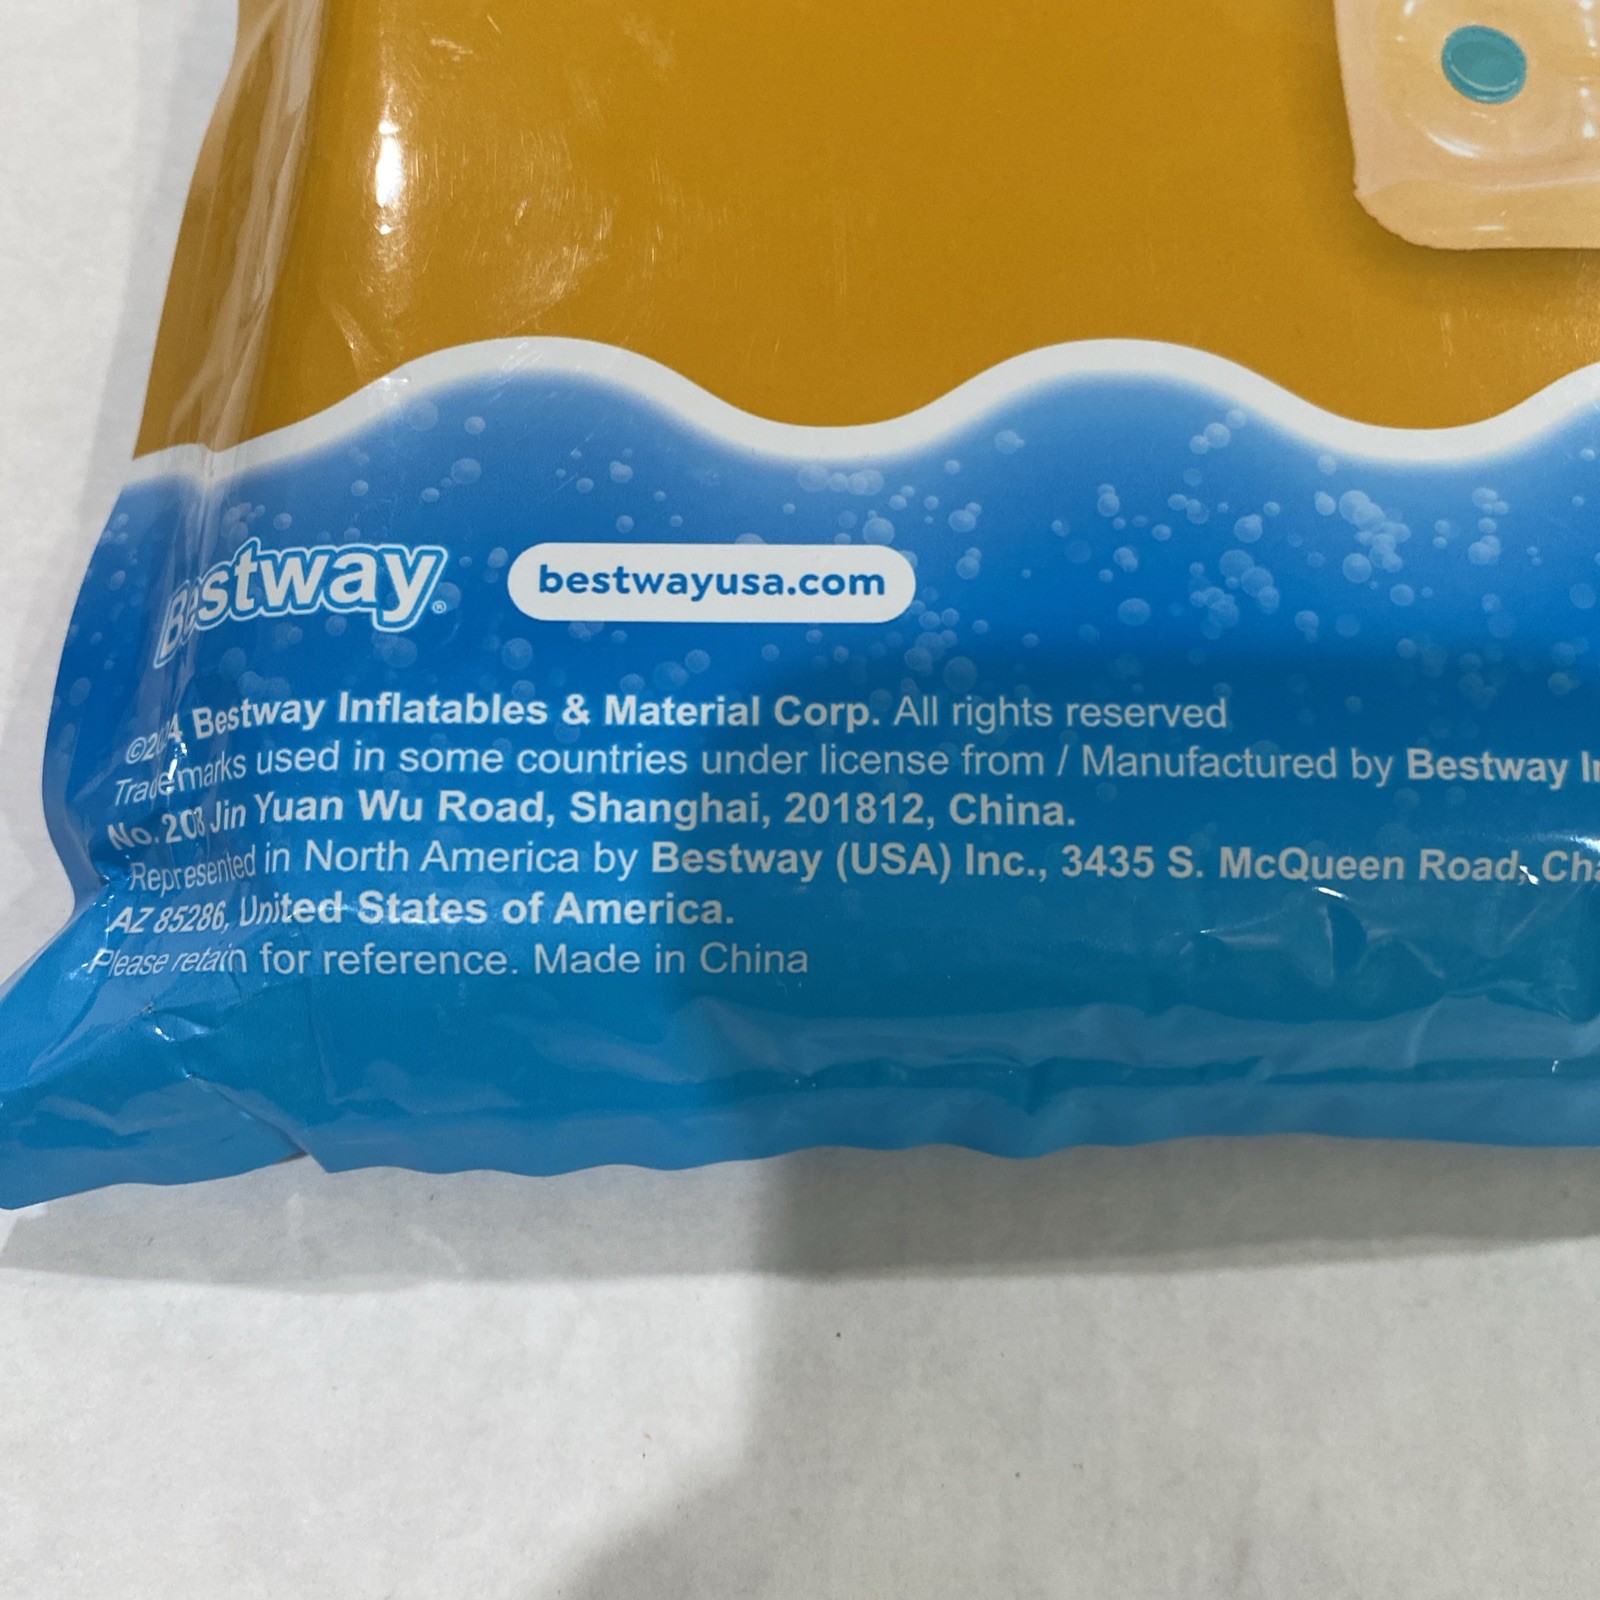 Bestway®
bestwayusa.com
©2024 Bestway Inflatables & Material Corp. All rights reserved
Trademarks used in some countries under license from / Manufactured by Bestway
No. 208 Jin Yuan Wu Road, Shanghai, 201812, China.
Represented in North America by Bestway (USA) Inc., 3435 S. McQueen Road,
AZ 85286, United States of America.
Please retain for reference. Made in China